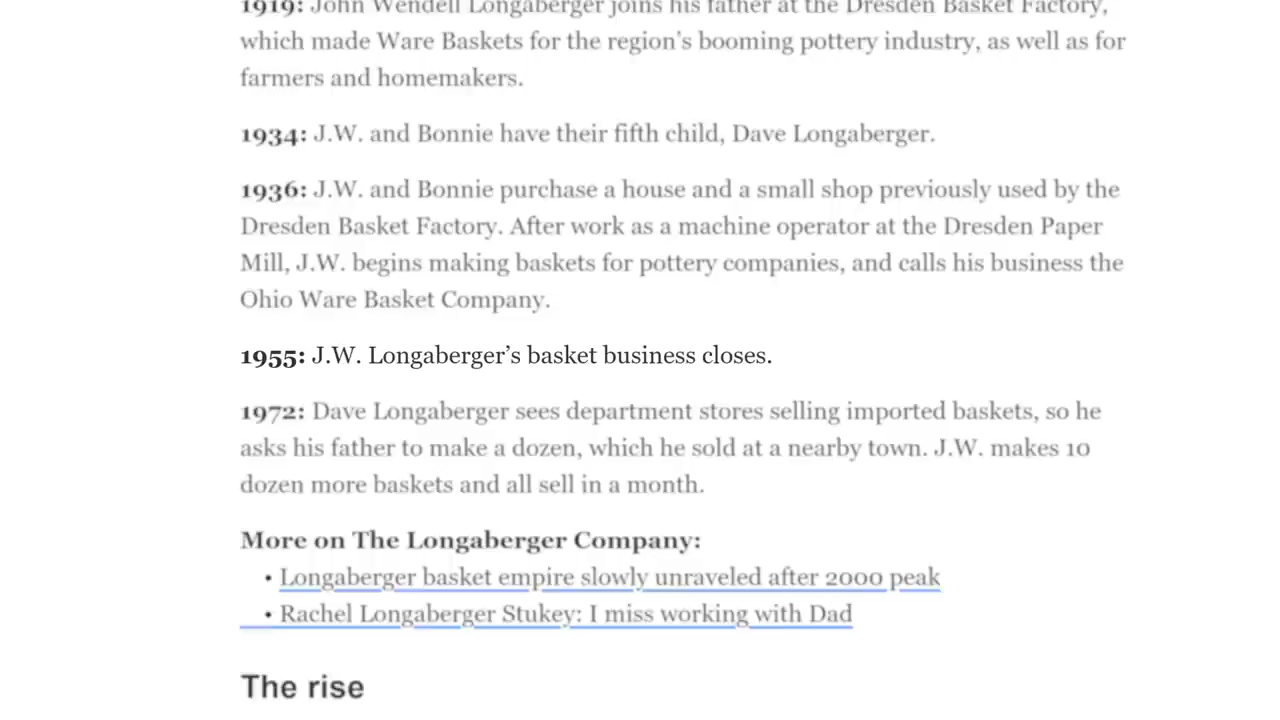 1919: John Wendell Longaberger joins his father at the Dresden Basket Factory,
which made Ware Baskets for the region’s booming pottery industry, as well as for
farmers and homemakers.
1934: J.W. and Bonnie have their fifth child, Dave Longaberger.
1936: J.W. and Bonnie purchase a house and a small shop previously used by the
Dresden Basket Factory. After work as a machine operator at the Dresden Paper
Mill, J.W. begins making baskets for pottery companies, and calls his business the
Ohio Ware Basket Company.
1955: J.W. Longaberger’s basket business closes.
1972: Dave Longaberger sees department stores selling imported baskets, so he
asks his father to make a dozen, which he sold at a nearby town. J.W. makes 10
dozen more baskets and all sell in a month.
More on The Longaberger Company:
• Longaberger basket empire slowly unraveled after 2000 peak
• Rachel Longaberger Stukey: I miss working with Dad
The rise